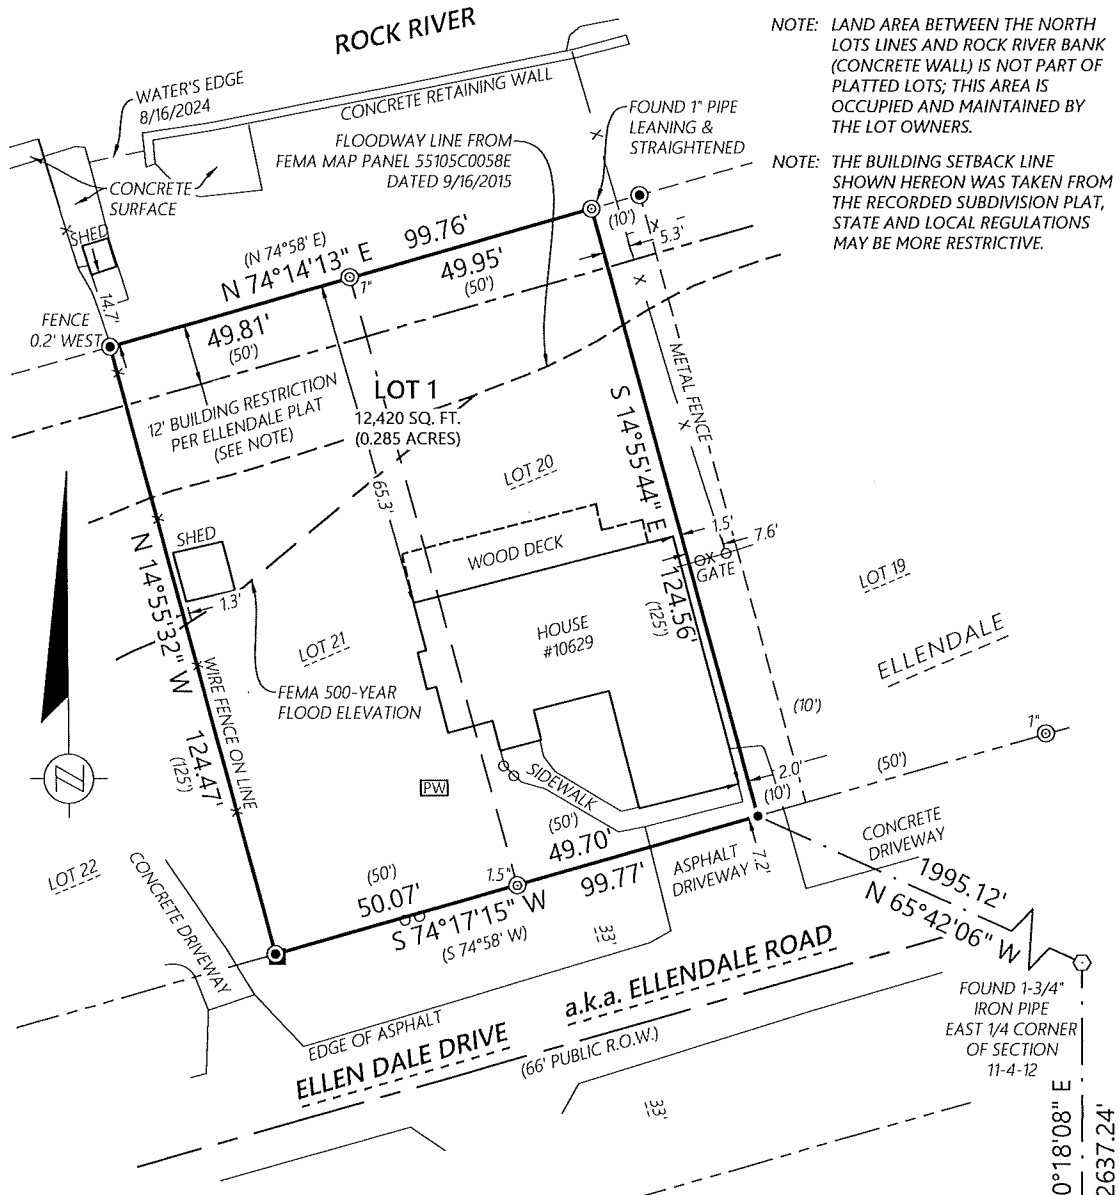 ROCK RIVER
NOTE: LAND AREA BETWEEN THE NORTH
LOTS LINES AND ROCK RIVER BANK
(CONCRETE WALL) IS NOT PART OF
PLATTED LOTS; THIS AREA IS
OCCUPIED AND MAINTAINED BY
THE LOT OWNERS.
NOTE: THE BUILDING SETBACK LINE
SHOWN HEREON WAS TAKEN FROM
THE RECORDED SUBDIVISION PLAT,
STATE AND LOCAL REGULATIONS
MAY BE MORE RESTRICTIVE.
WATER'S EDGE
8/16/2024
CONCRETE RETAINING WALL
FLOODWAY LINE FROM
FEMA MAP PANEL 55105C0058E
DATED 9/16/2015
FOUND 1" PIPE
LEANING &
STRAIGHTENED
CONCRETE
SURFACE
SHED
14.7'
FENCE
0.2' WEST
(N 74°58' E)
N 74°14'13" E
99.76'
49.81'
(50')
1"
49.95'
(50')
(10')
5.3'
12' BUILDING RESTRICTION
PER ELLENDALE PLAT
(SEE NOTE)
LOT 1
12,420 SQ. FT.
(0.285 ACRES)
65.3'
LOT 20
METAL FENCE
S 14°55'44" E
124.56'
(125')
1.5'
7.6'
GATE
LOT 19
ELLENDALE
SHED
1.3'
WOOD DECK
HOUSE
#10629
LOT 21
FEMA 500-YEAR
FLOOD ELEVATION
N 14°55'32" W
124.47'
(125')
WIRE FENCE ON LINE
PW
SIDEWALK
(10')
2.0'
(10')
(50')
1"
LOT 22
CONCRETE DRIVEWAY
(50')
50.07'
1.5"
(50')
49.70'
99.77'
S 74°17'15" W
(S 74°58' W)
ASPHALT
DRIVEWAY
7.2'
CONCRETE
DRIVEWAY
1995.12'
N 65°42'06" W
33'
EDGE OF ASPHALT
ELLEN DALE DRIVE
a.k.a. ELLENDALE ROAD
(66' PUBLIC R.O.W.)
33'
FOUND 1-3/4"
IRON PIPE
EAST 1/4 CORNER
OF SECTION
11-4-12
0°18'08" E
2637.24'
N